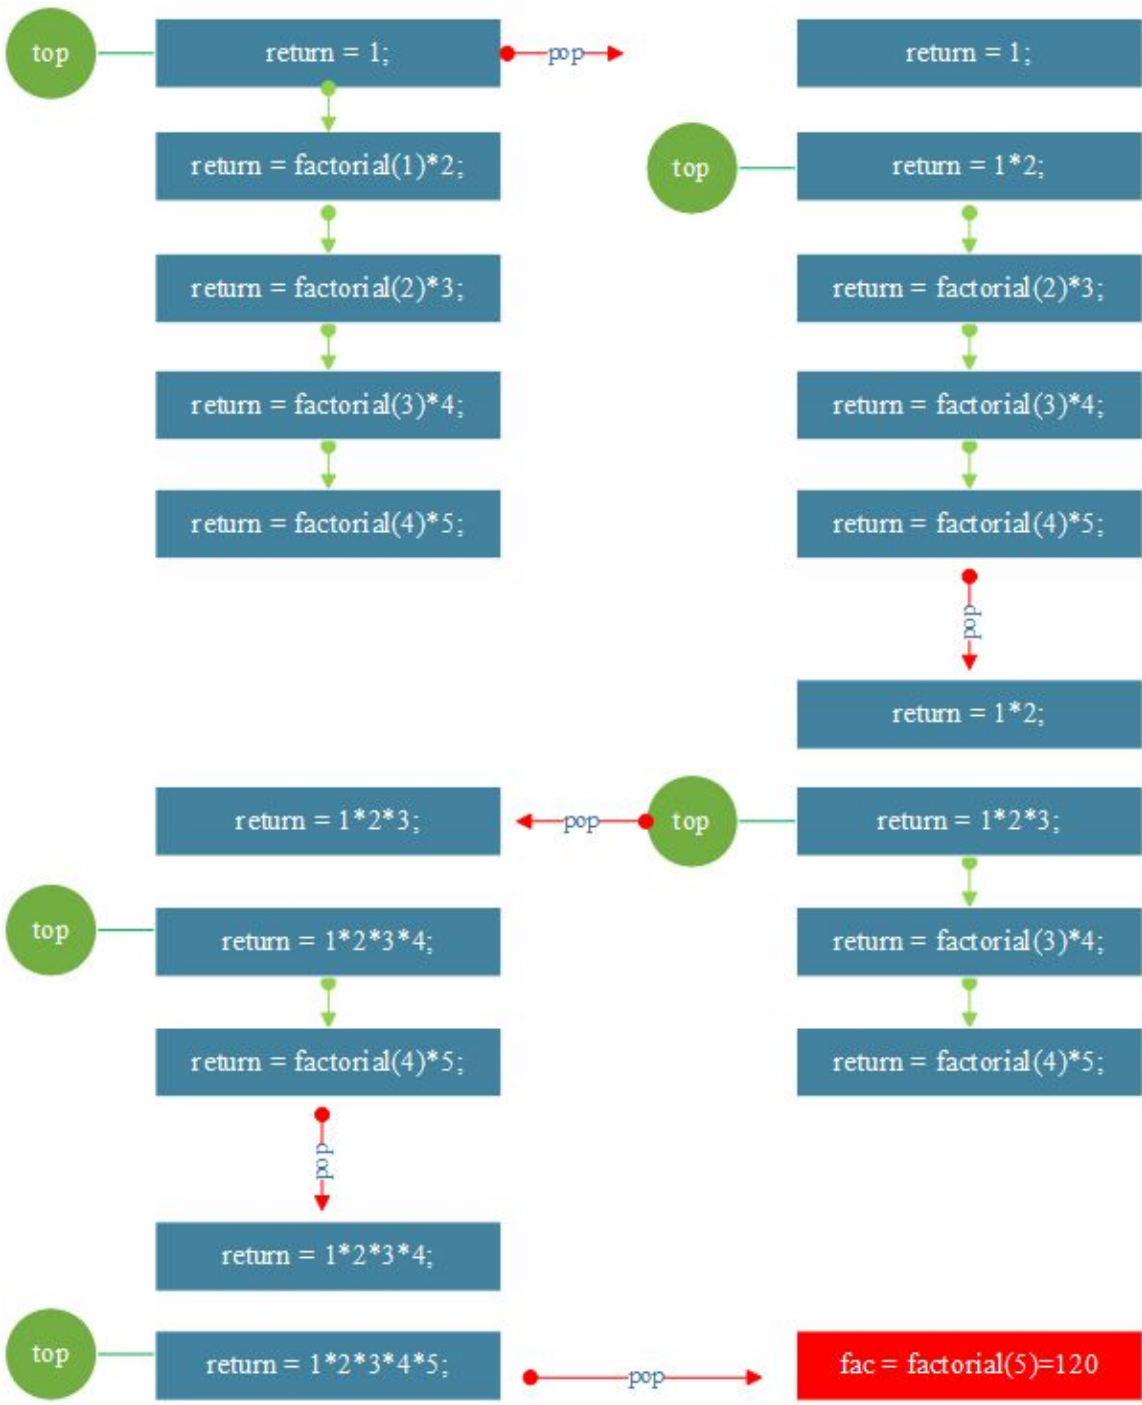 top
return = 1;
pop
return = factorial(1)*2;
return = factorial(2)*3;
return = factorial(3)*4;
return = factorial(4)*5;
return = 1;
top
return = 1*2;
return = factorial(2)*3;
return = factorial(3)*4;
return = factorial(4)*5;
pop
return = 1*2;
top
return = 1*2*3;
return = factorial(3)*4;
return = factorial(4)*5;
pop
return = 1*2*3;
top
return = 1*2*3*4;
return = factorial(4)*5;
pop
return = 1*2*3*4;
top
return = 1*2*3*4*5;
pop
fac = factorial(5)=120